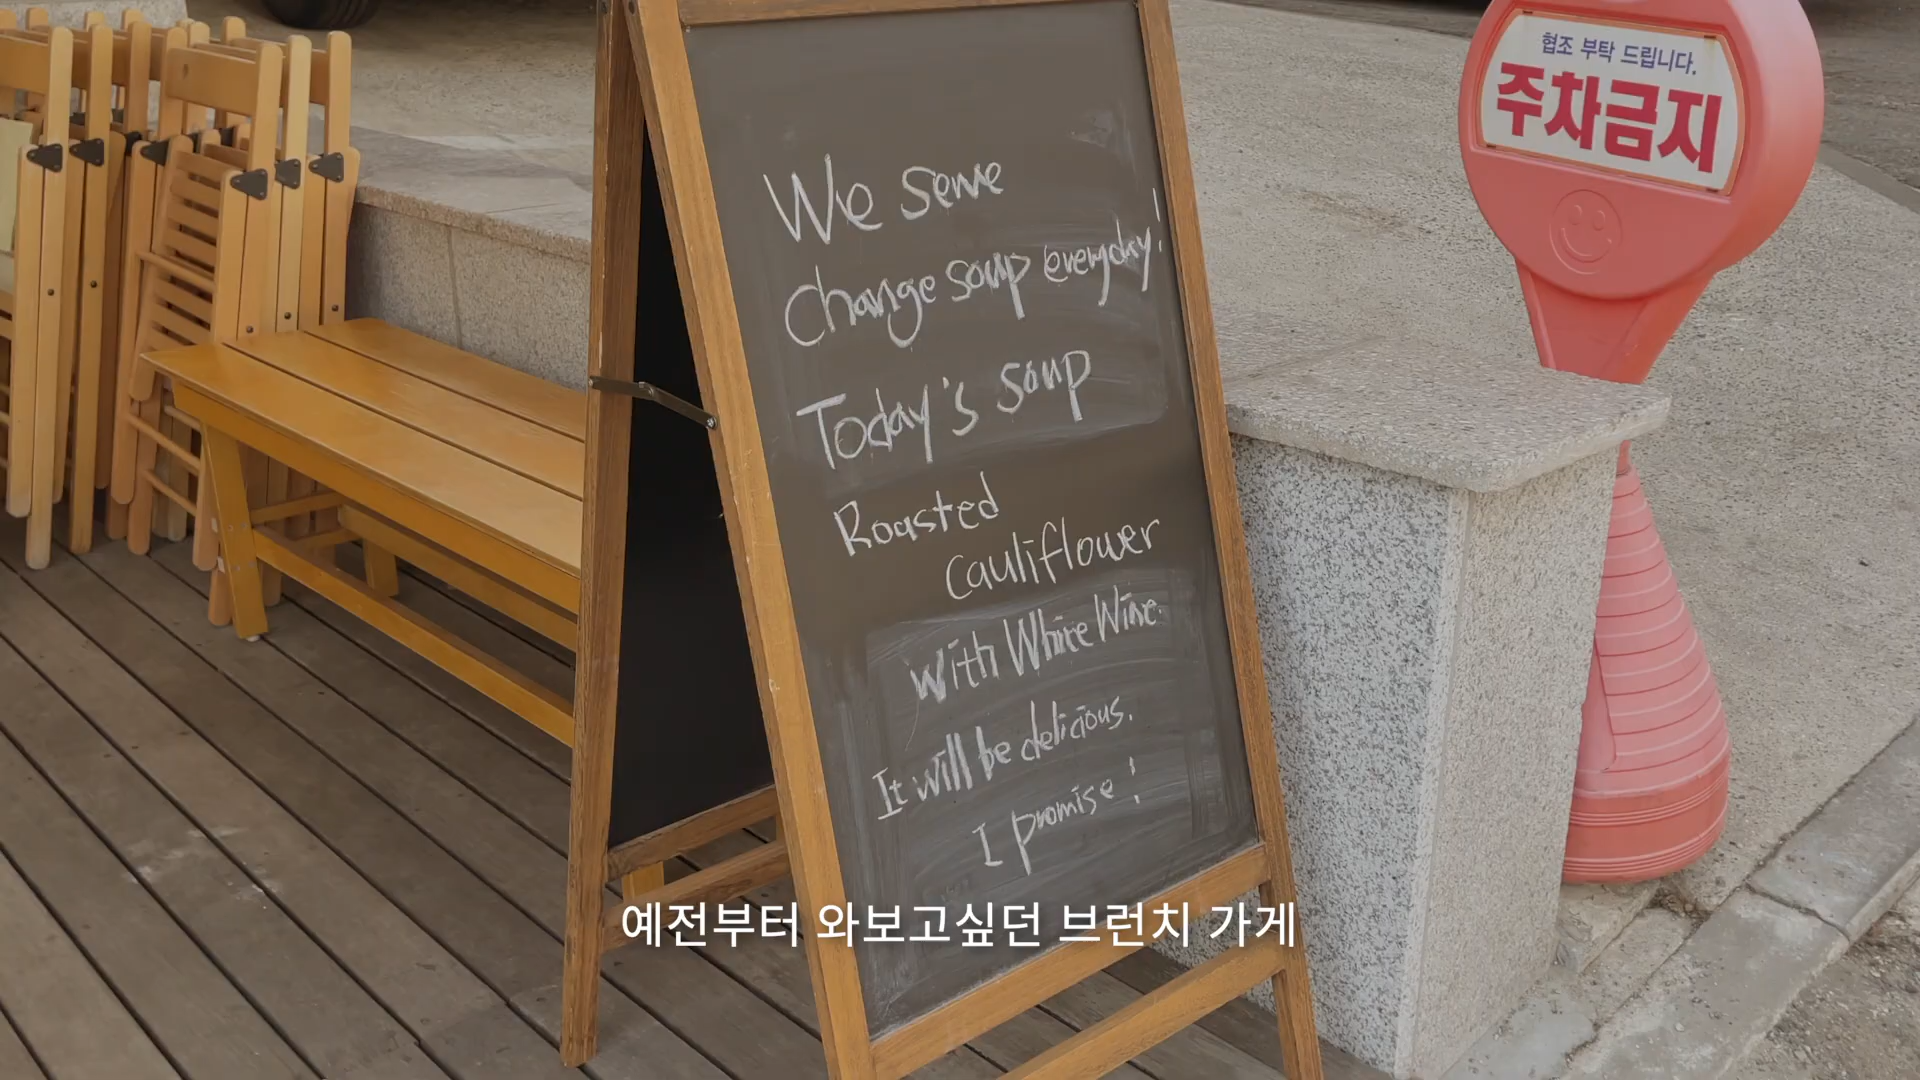 We serve
change soup everyday!
Today's soup
Roasted
Cauliflower
with White Wine.
It will be delicious.
I promise!
협조 부탁 드립니다.
주차금지
예전부터 와보고싶던 브런치 가게